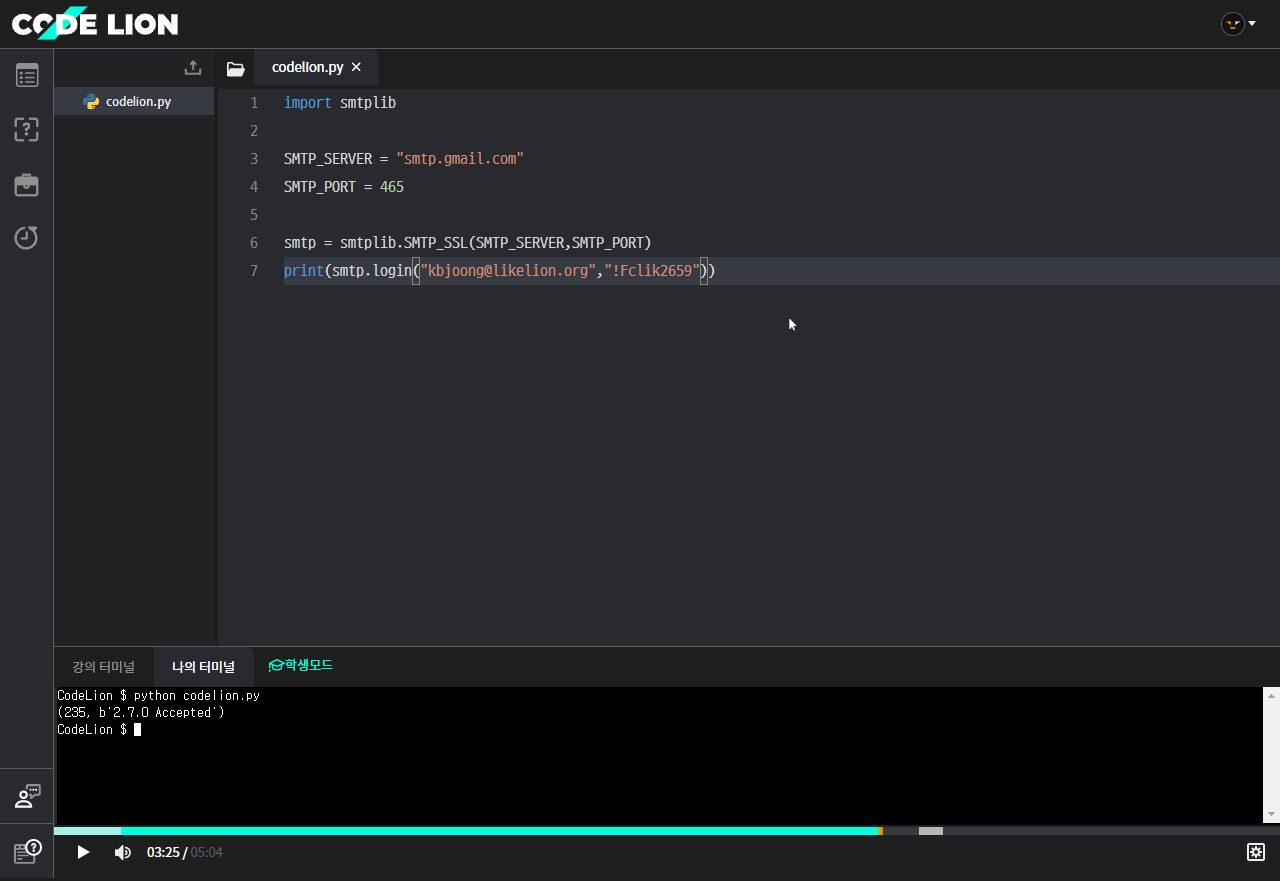 CODE LION
codelion.py
codelion.py
1 import smtplib
2
3 SMTP_SERVER = "smtp.gmail.com"
4 SMTP_PORT = 465
5
6 smtp = smtplib.SMTP_SSL(SMTP_SERVER,SMTP_PORT)
7 print(smtp.login("kbjoong@likelion.org","!Fclik2659"))
강의 터미널 나의 터미널 학생모드
CodeLion $ python codelion.py
(235, b'2.7.0 Accepted')
CodeLion $
03:25 / 05:04